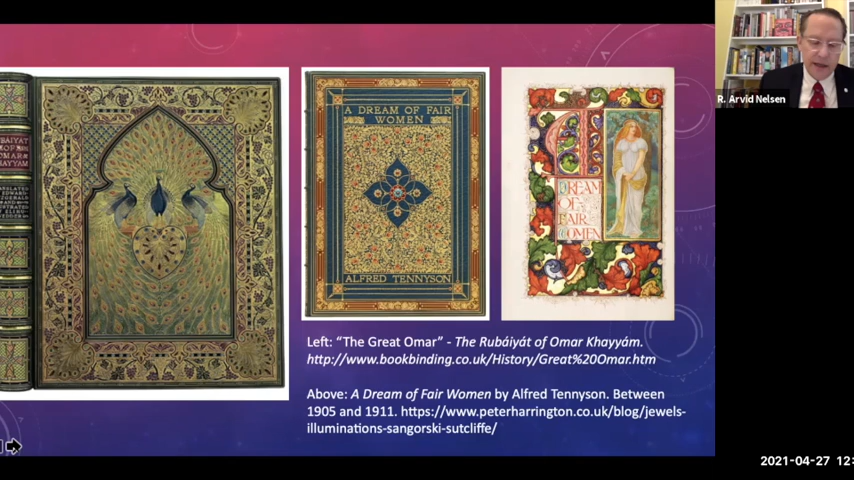 RUBAIYAT
OF
OMAR
KHAYYAM
A DREAM OF FAIR
WOMEN
ALFRED TENNYSON
A
DREAM
OF
FAIR
WOMEN
R. Arvid Nelsen
Left: “The Great Omar” - The Rubáiyát of Omar Khayyám.
http://www.bookbinding.co.uk/History/Great%20Omar.htm
Above: A Dream of Fair Women by Alfred Tennyson. Between
1905 and 1911. https://www.peterharrington.co.uk/blog/jewels-
illuminations-sangorski-sutcliffe/
2021-04-27 12: